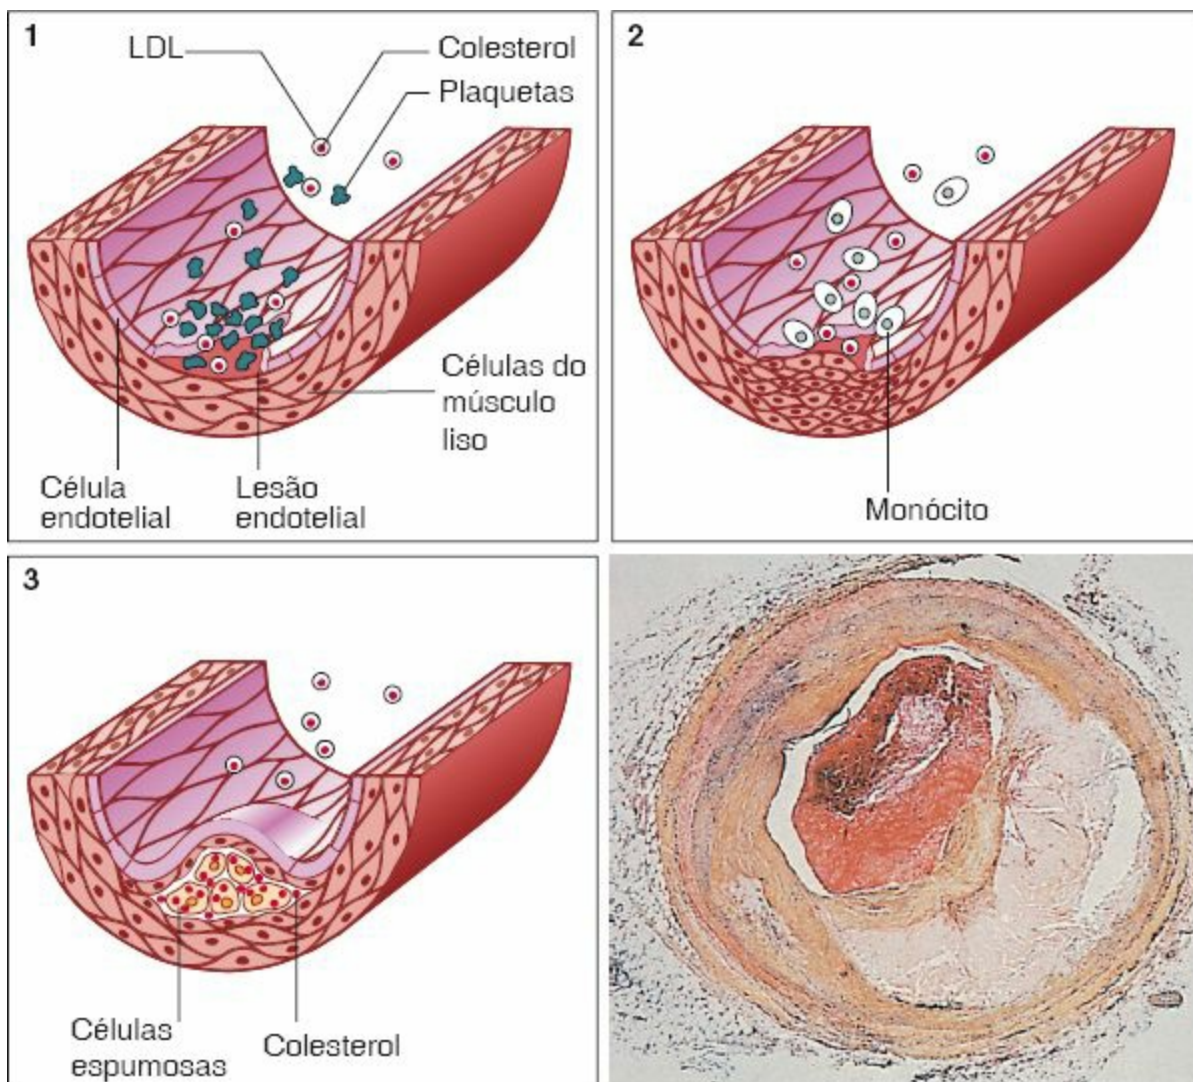 1
LDL
Colesterol
Plaquetas
Células do
músculo
liso
Célula
endotelial
Lesão
endotelial
2
Monócito
3
Células
espumosas
Colesterol